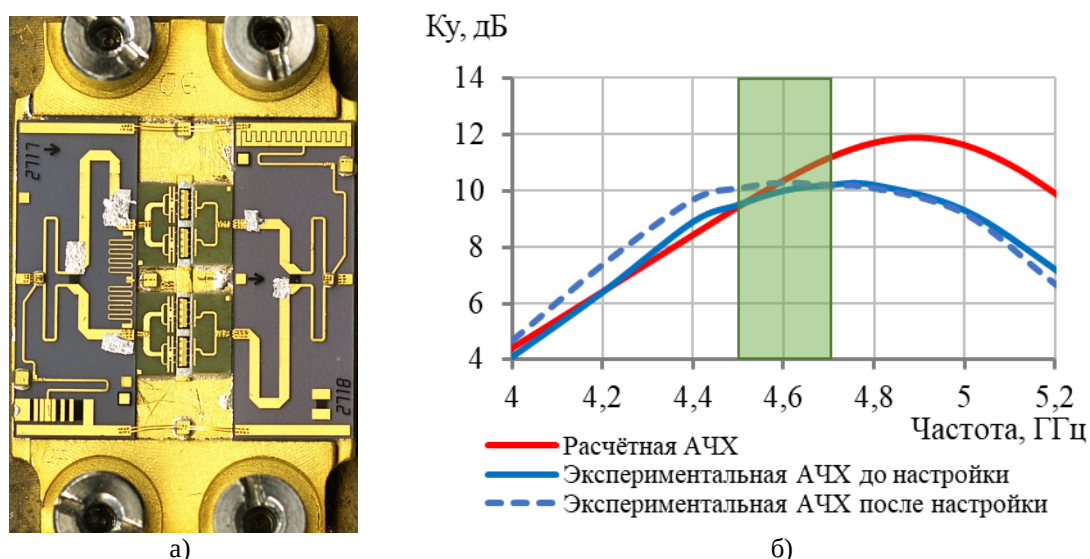 Ку, дБ
06
2717
2718
14
12
10
8
6
4
4
4,2
4,4
4,6
4,8
5
5,2
Частота, ГГц
Расчётная АЧХ
Экспериментальная АЧХ до настройки
Экспериментальная АЧХ после настройки
а)
б)